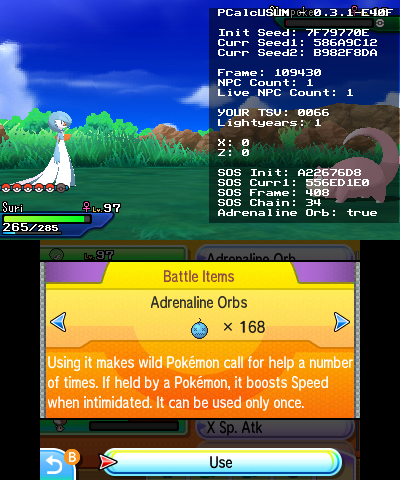 PCalcUSUM 0.3.1-E40F
Init Seed: 7F79770E
Curr Seed1: 586A9C12
Curr Seed2: B982F8DA
Frame: 109430
NPC Count: 1
Live NPC Count: 1
YOUR TSV: 0066
Lightyears: 1
X: 0
Z: 0
SOS Init: A22676D8
SOS Curr1: 556ED1E0
SOS Frame: 408
SOS Chain: 34
Adrenaline Orb: true
Suri ♀ Lv.97
265/285
Lv.97
Adrenaline Orb
Battle Items
Adrenaline Orbs
× 168
Using it makes wild Pokémon call for help a number
of times. If held by a Pokémon, it boosts Speed
when intimidated. It can be used only once.
X Sp. Atk
B
Use